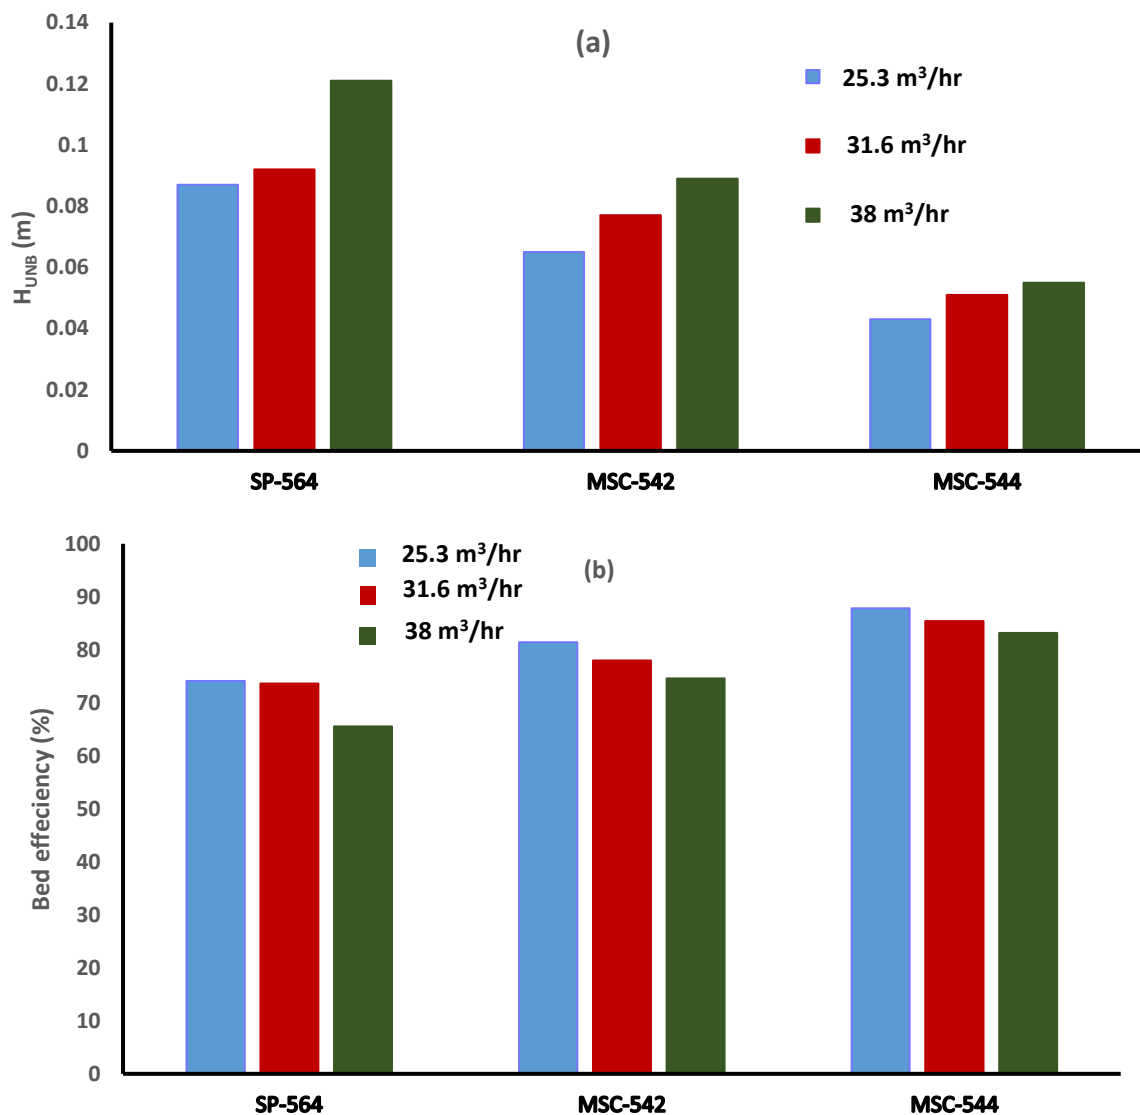 (a)
0.14
0.12
0.1
0.08
0.06
0.04
0.02
0
H_UNB (m)
25.3 m³/hr
31.6 m³/hr
38 m³/hr
SP-564 MSC-542 MSC-544
(b)
100
90
80
70
60
50
40
30
20
10
0
Bed effeciency (%)
25.3 m³/hr
31.6 m³/hr
38 m³/hr
SP-564 MSC-542 MSC-544